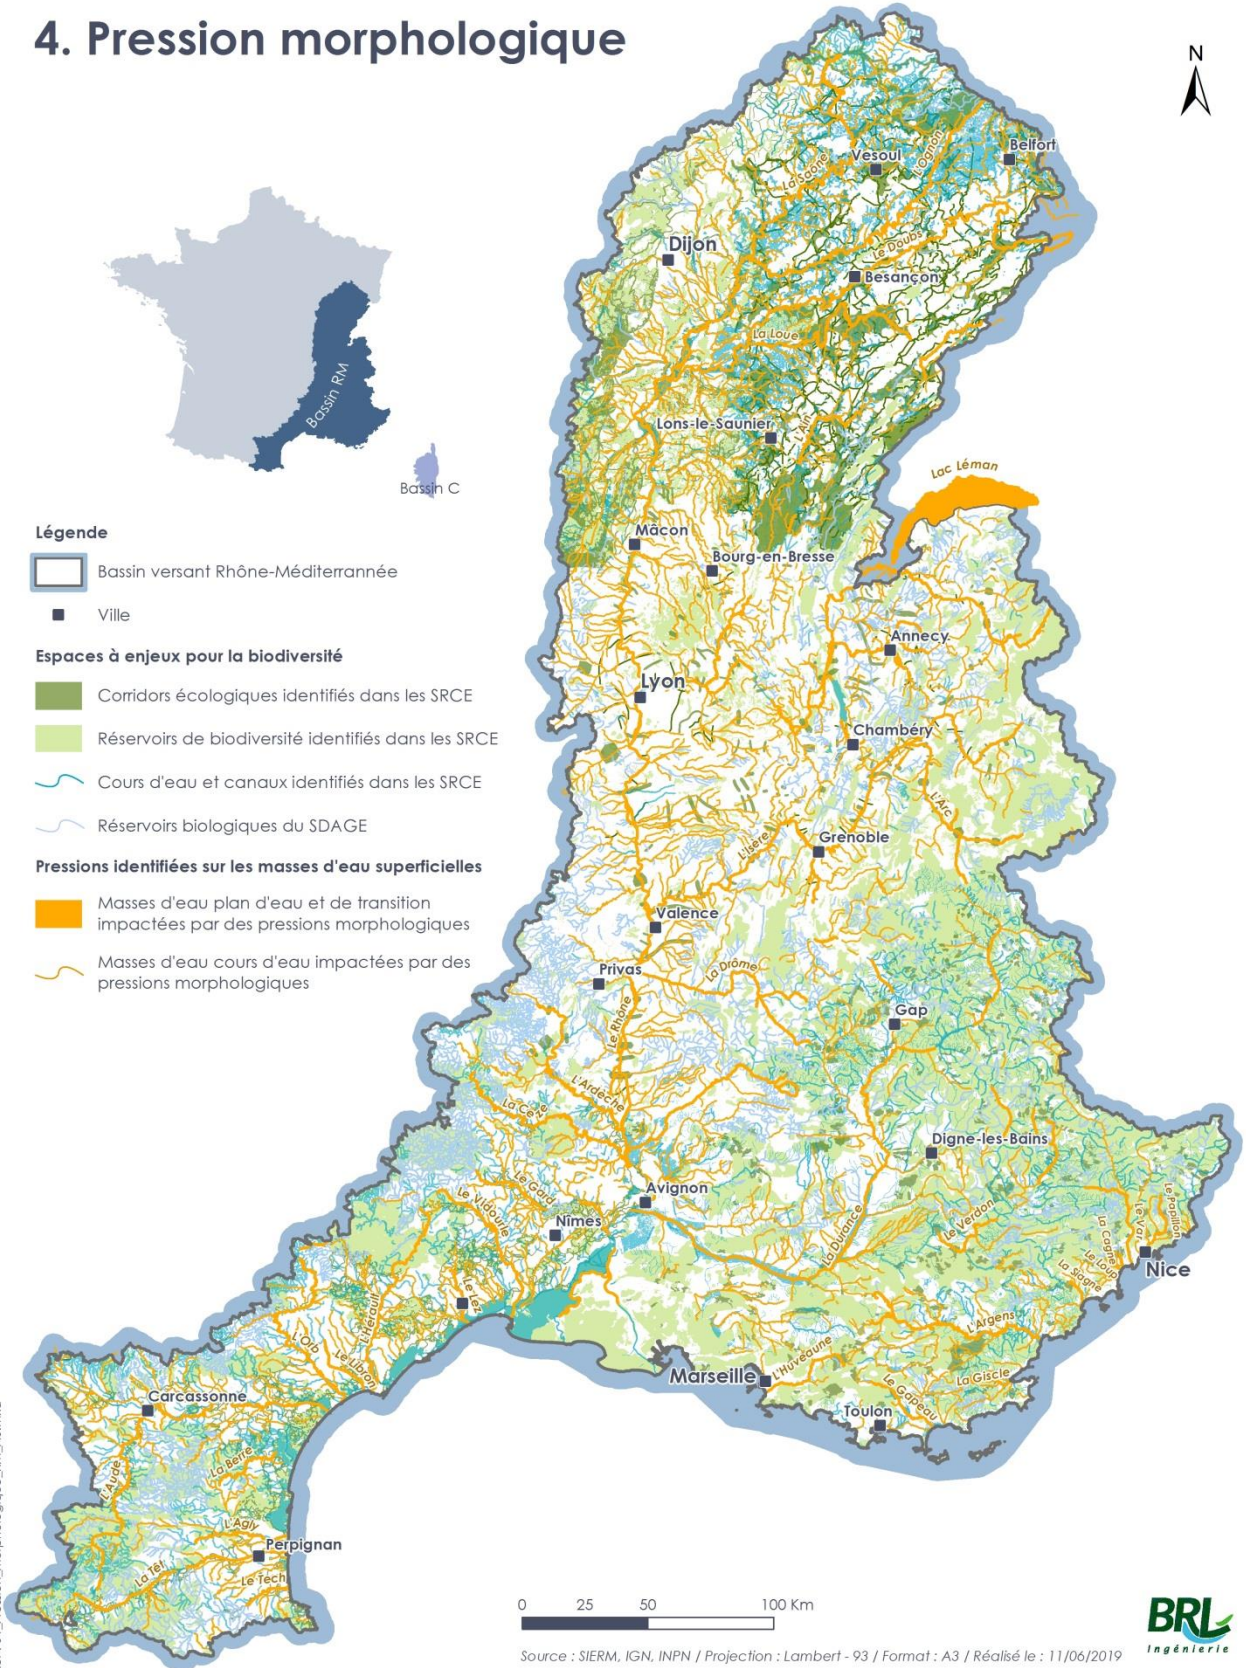 4. Pression morphologique
N
Bassin RM
Bassin C
Légende
Bassin versant Rhône-Méditerrannée
Ville
Espaces à enjeux pour la biodiversité
Corridors écologiques identifiés dans les SRCE
Réservoirs de biodiversité identifiés dans les SRCE
Cours d'eau et canaux identifiés dans les SRCE
Réservoirs biologiques du SDAGE
Pressions identifiées sur les masses d'eau superficielles
Masses d'eau plan d'eau et de transition
impactées par des pressions morphologiques
Masses d'eau cours d'eau impactées par des
pressions morphologiques
Belfort
Vesoul
L'Ognon
La Saône
Dijon
Le Doubs
Besançon
La Loue
Lons-le-Saunier
L'Ain
Lac Léman
Mâcon
Bourg-en-Bresse
Annecy
Lyon
Chambéry
L'Arc
Grenoble
L'Isère
Valence
Privas
La Drôme
Le Rhône
Gap
L'Ardèche
La Cèze
Digne-les-Bains
Avignon
Le Gard
Le Vidourle
Nîmes
La Durance
Le Verdon
Le Paillon
Le Var
La Cagne
Le Loup
La Siagne
Nice
Le Lez
L'Hérault
L'Orb
Le Libron
L'Argens
Marseille
L'Huveaune
La Giscle
Le Gapeau
Toulon
Carcassonne
L'Aude
La Berre
L'Agly
Perpignan
La Têt
Le Tech
0 25 50 100 Km
Source : SIERM, IGN, INPN / Projection : Lambert - 93 / Format : A3 / Réalisé le : 11/06/2019
BRL
Ingénierie